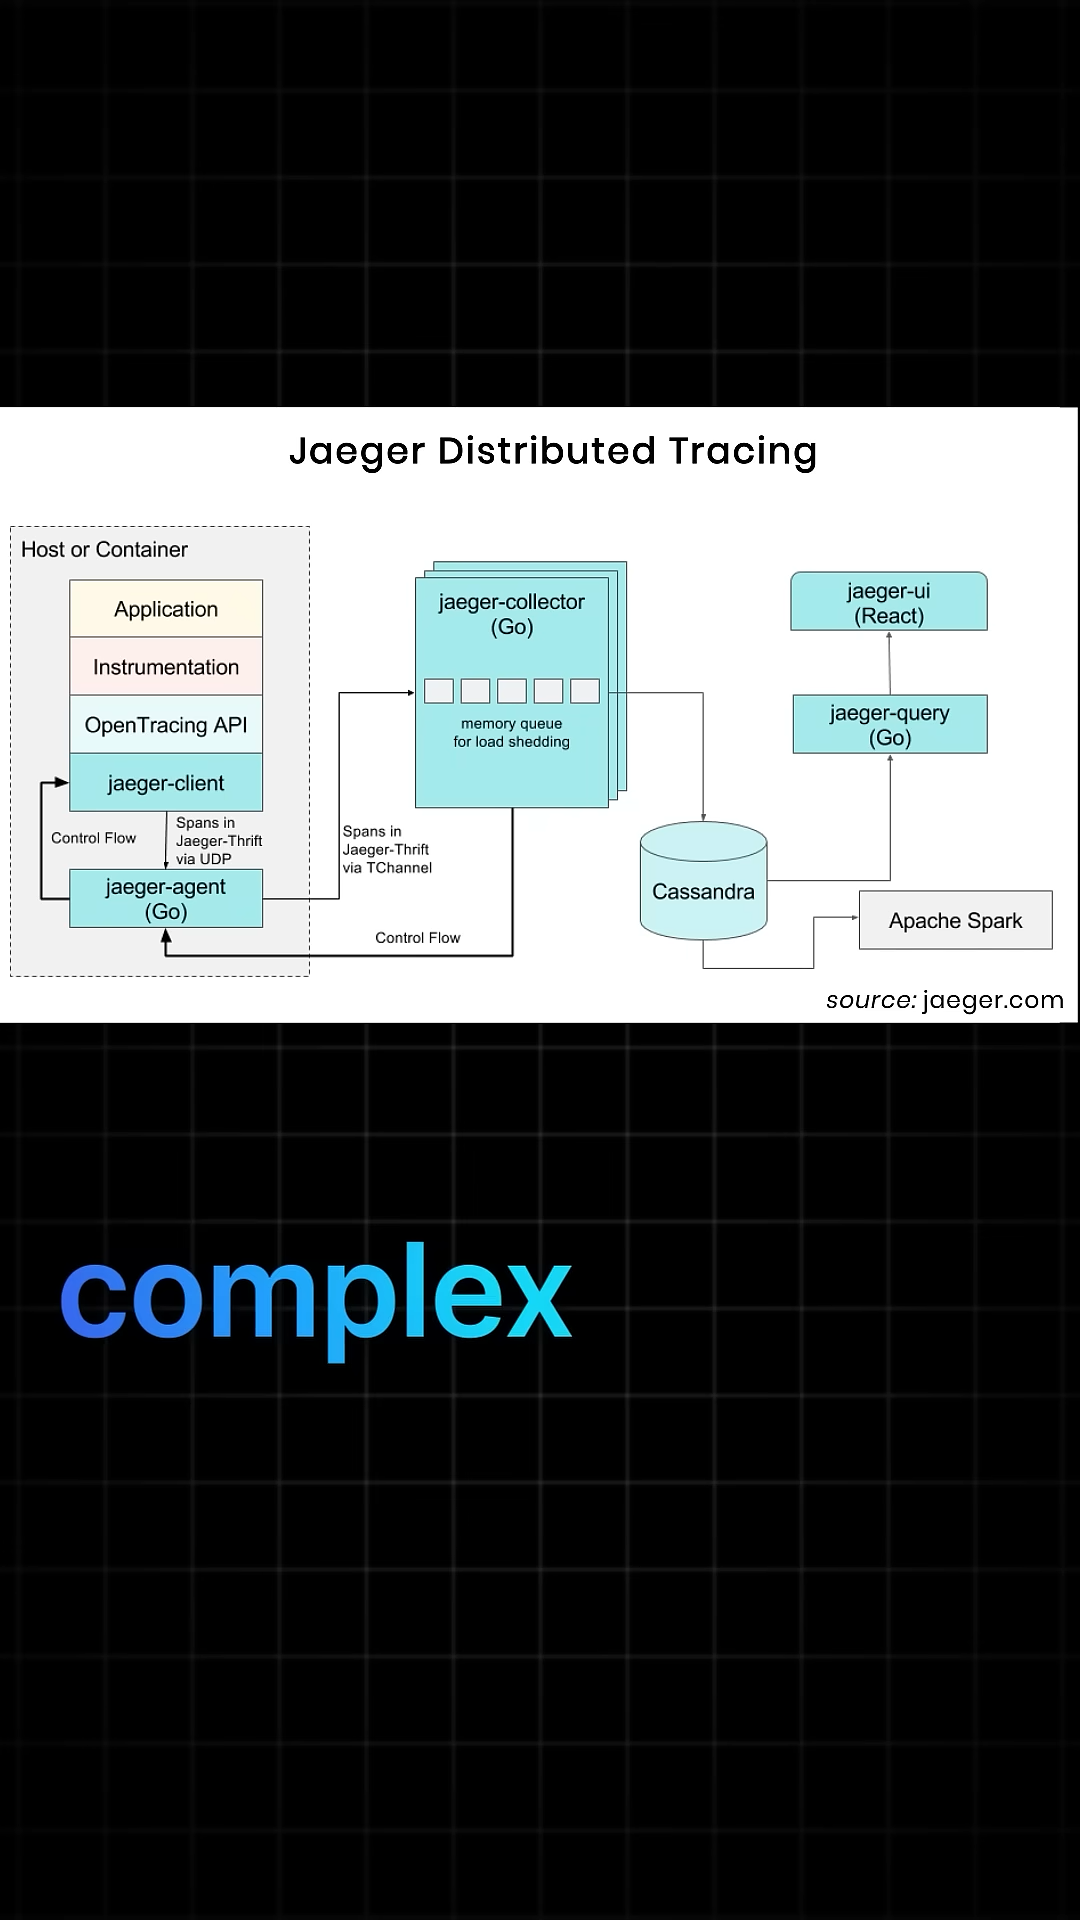 Jaeger Distributed Tracing
Host or Container
Application
Instrumentation
OpenTracing API
jaeger-client
Control Flow
Spans in
Jaeger-Thrift
via UDP
jaeger-agent
(Go)
Spans in
Jaeger-Thrift
via TChannel
Control Flow
jaeger-collector
(Go)
memory queue
for load shedding
Cassandra
jaeger-ui
(React)
jaeger-query
(Go)
Apache Spark
source: jaeger.com
complex